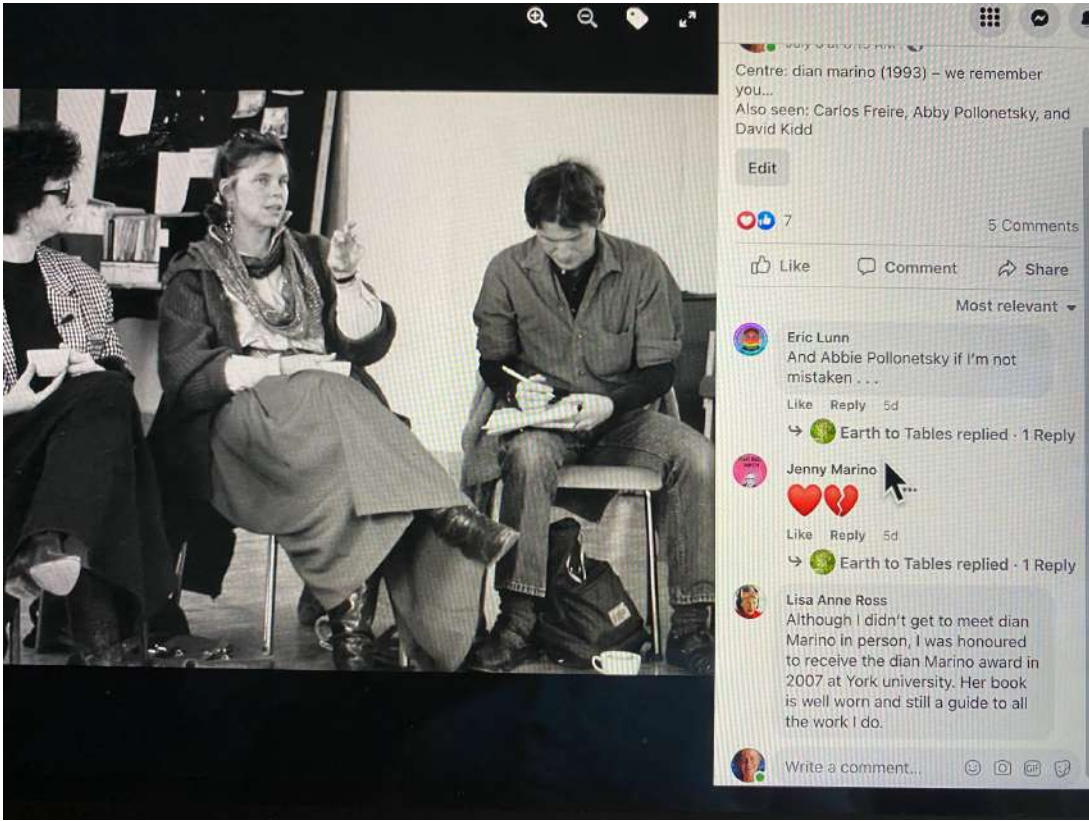 Centre: dian marino (1993) – we remember
you...
Also seen: Carlos Freire, Abby Pollonetsky, and
David Kidd
Edit
7
5 Comments
Like Comment Share
Most relevant
Eric Lunn
And Abbie Pollonetsky if I'm not
mistaken . . .
Like Reply 5d
Earth to Tables replied · 1 Reply
Jenny Marino
Like Reply 5d
Earth to Tables replied · 1 Reply
Lisa Anne Ross
Although I didn't get to meet dian
Marino in person, I was honoured
to receive the dian Marino award in
2007 at York university. Her book
is well worn and still a guide to all
the work I do.
Write a comment...
GIF